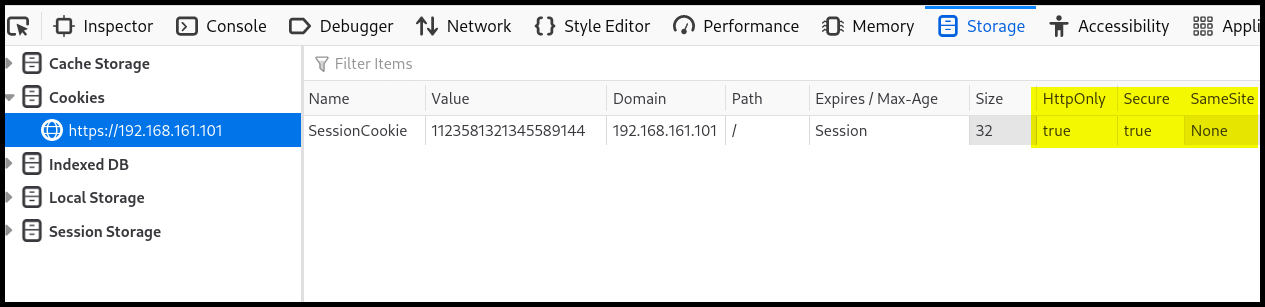 Inspector Console Debugger Network Style Editor Performance Memory Storage Accessibility Appli
Cache Storage
Filter Items
Cookies
Name Value Domain Path Expires / Max-Age Size HttpOnly Secure SameSite
https://192.168.161.101
SessionCookie 1123581321345589144 192.168.161.101 / Session 32 true true None
Indexed DB
Local Storage
Session Storage